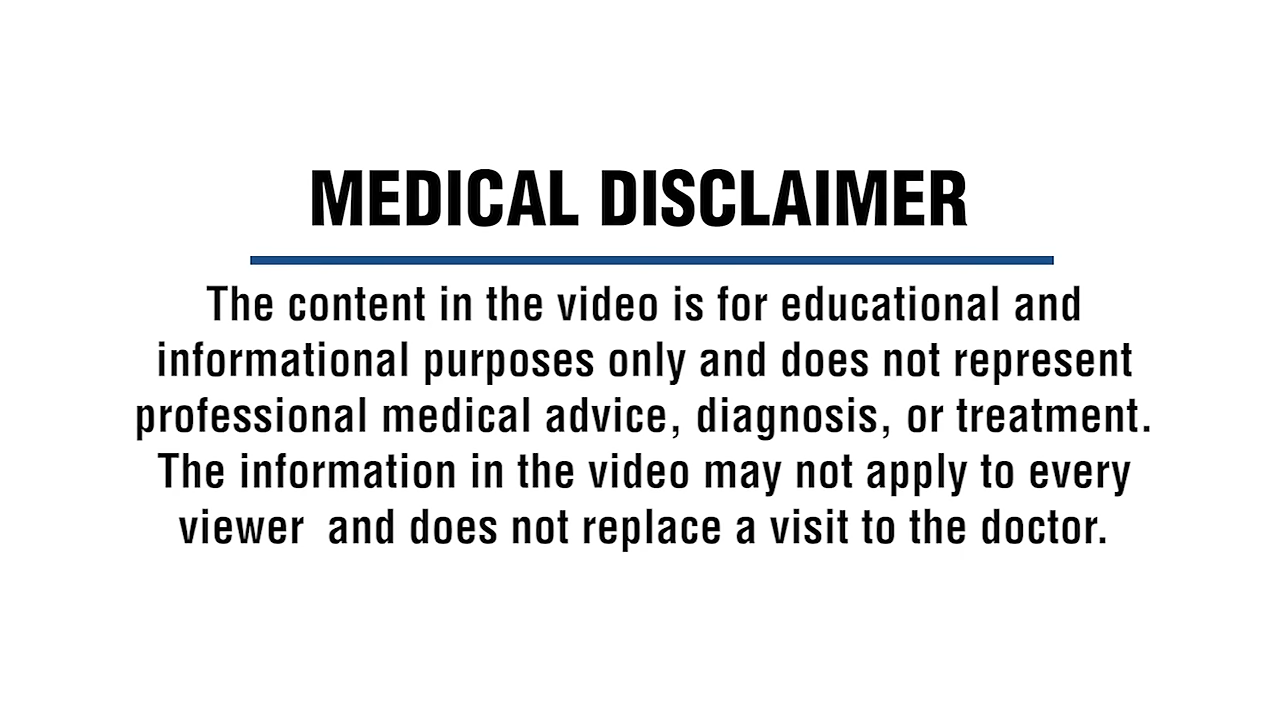 MEDICAL DISCLAIMER
The content in the video is for educational and
informational purposes only and does not represent
professional medical advice, diagnosis, or treatment.
The information in the video may not apply to every
viewer  and does not replace a visit to the doctor.